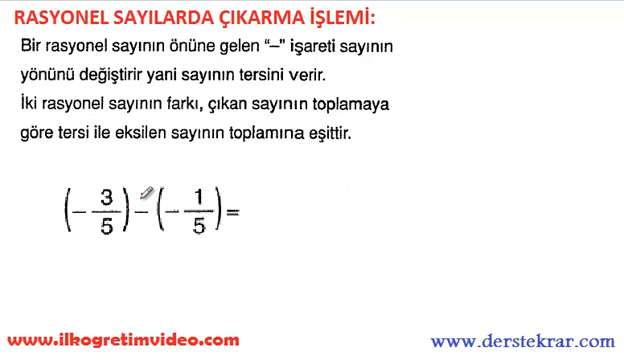 RASYONEL SAYILARDA ÇIKARMA İŞLEMİ:
Bir rasyonel sayının önüne gelen “–” işareti sayının
yönünü değiştirir yani sayının tersini verir.
İki rasyonel sayının farkı, çıkan sayının toplamaya
göre tersi ile eksilen sayının toplamına eşittir.
(-3/5) - (-1/5) =
www.ilkogretimvideo.com
www.derstekrar.com